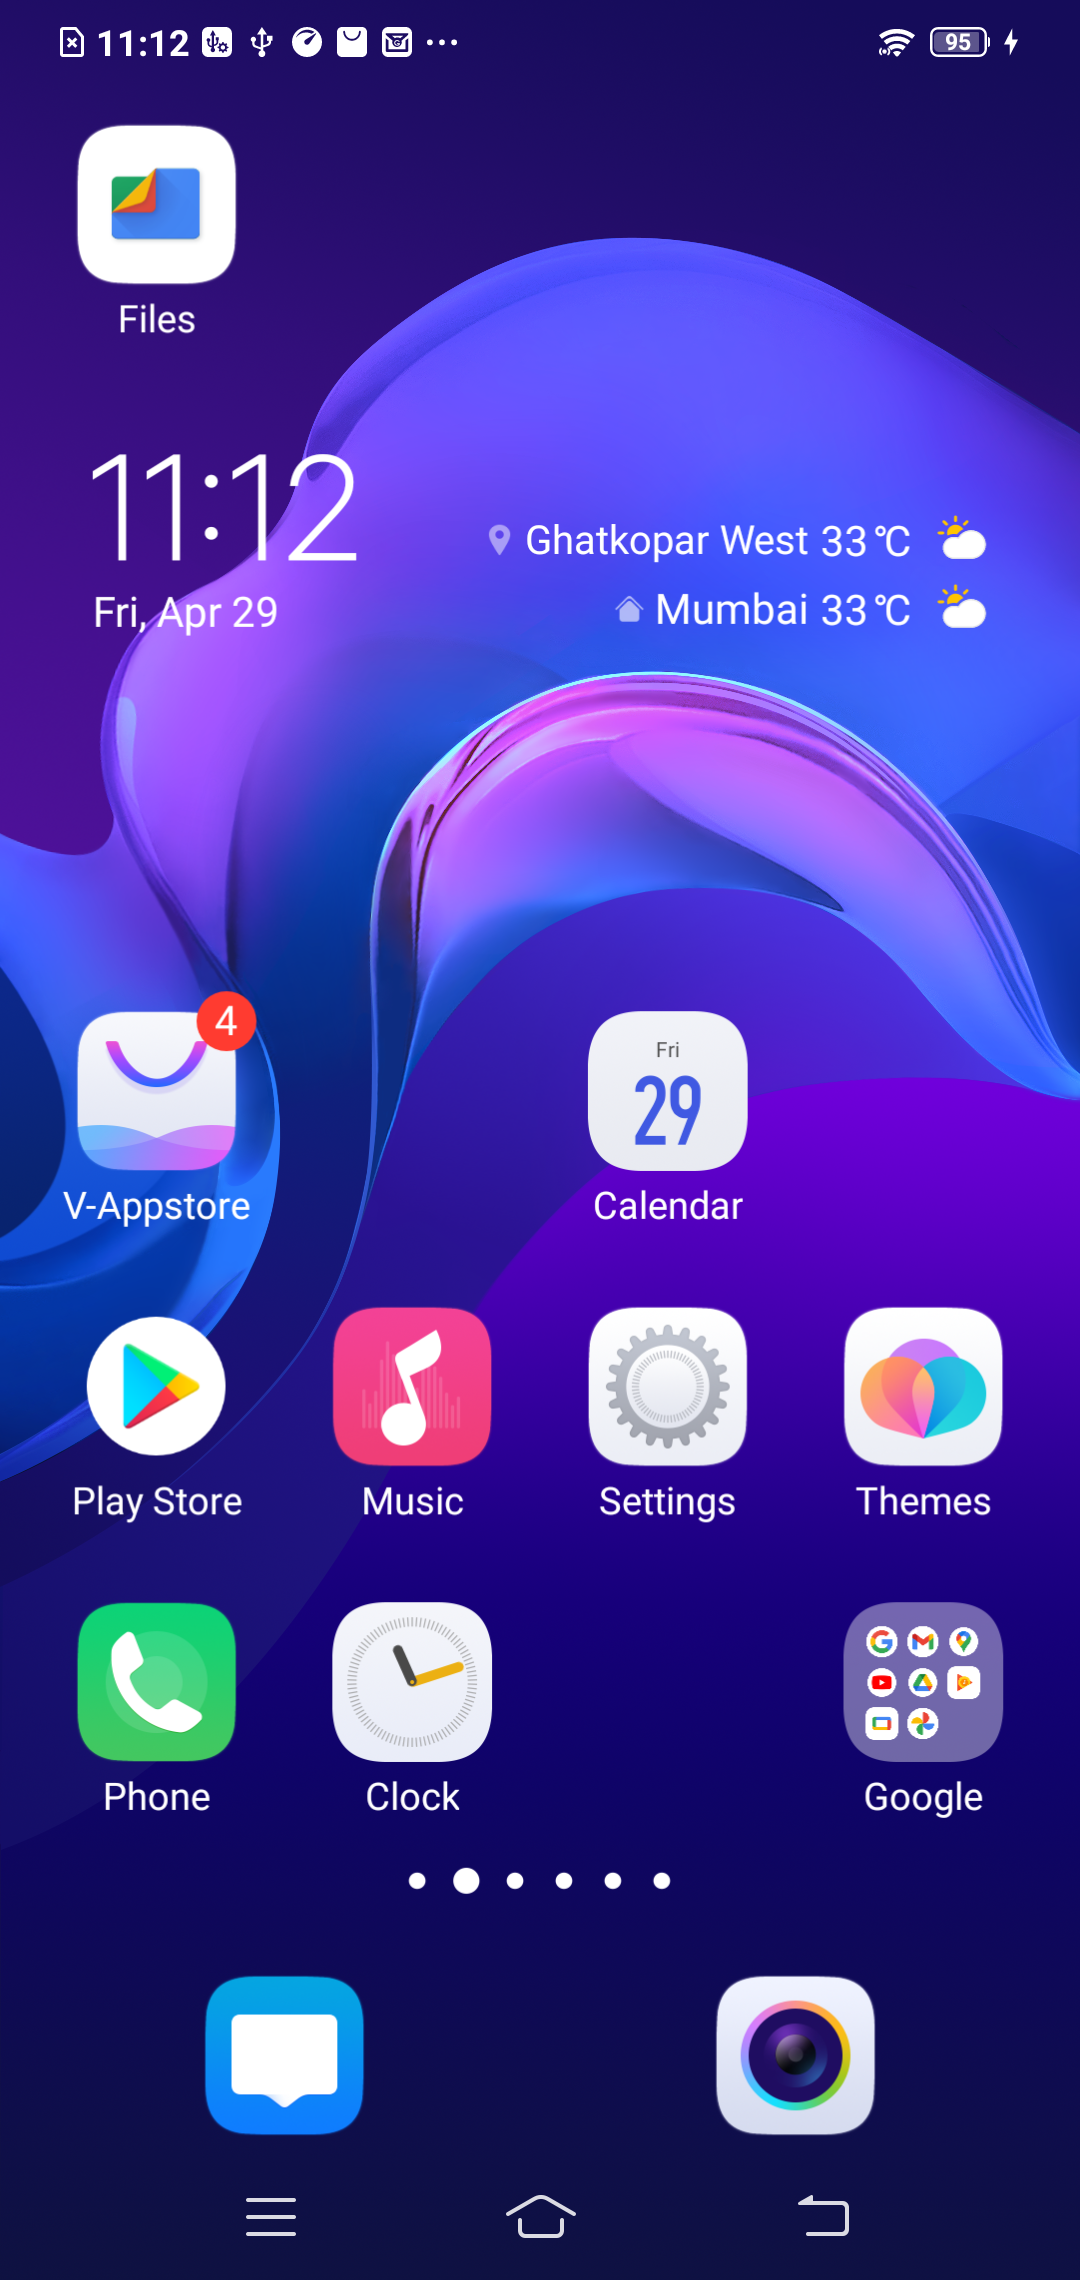 11:12
95
Files
11:12
Ghatkopar West 33℃
Fri, Apr 29
Mumbai 33℃
4
Fri
29
V-Appstore
Calendar
Play Store
Music
Settings
Themes
Phone
Clock
Google